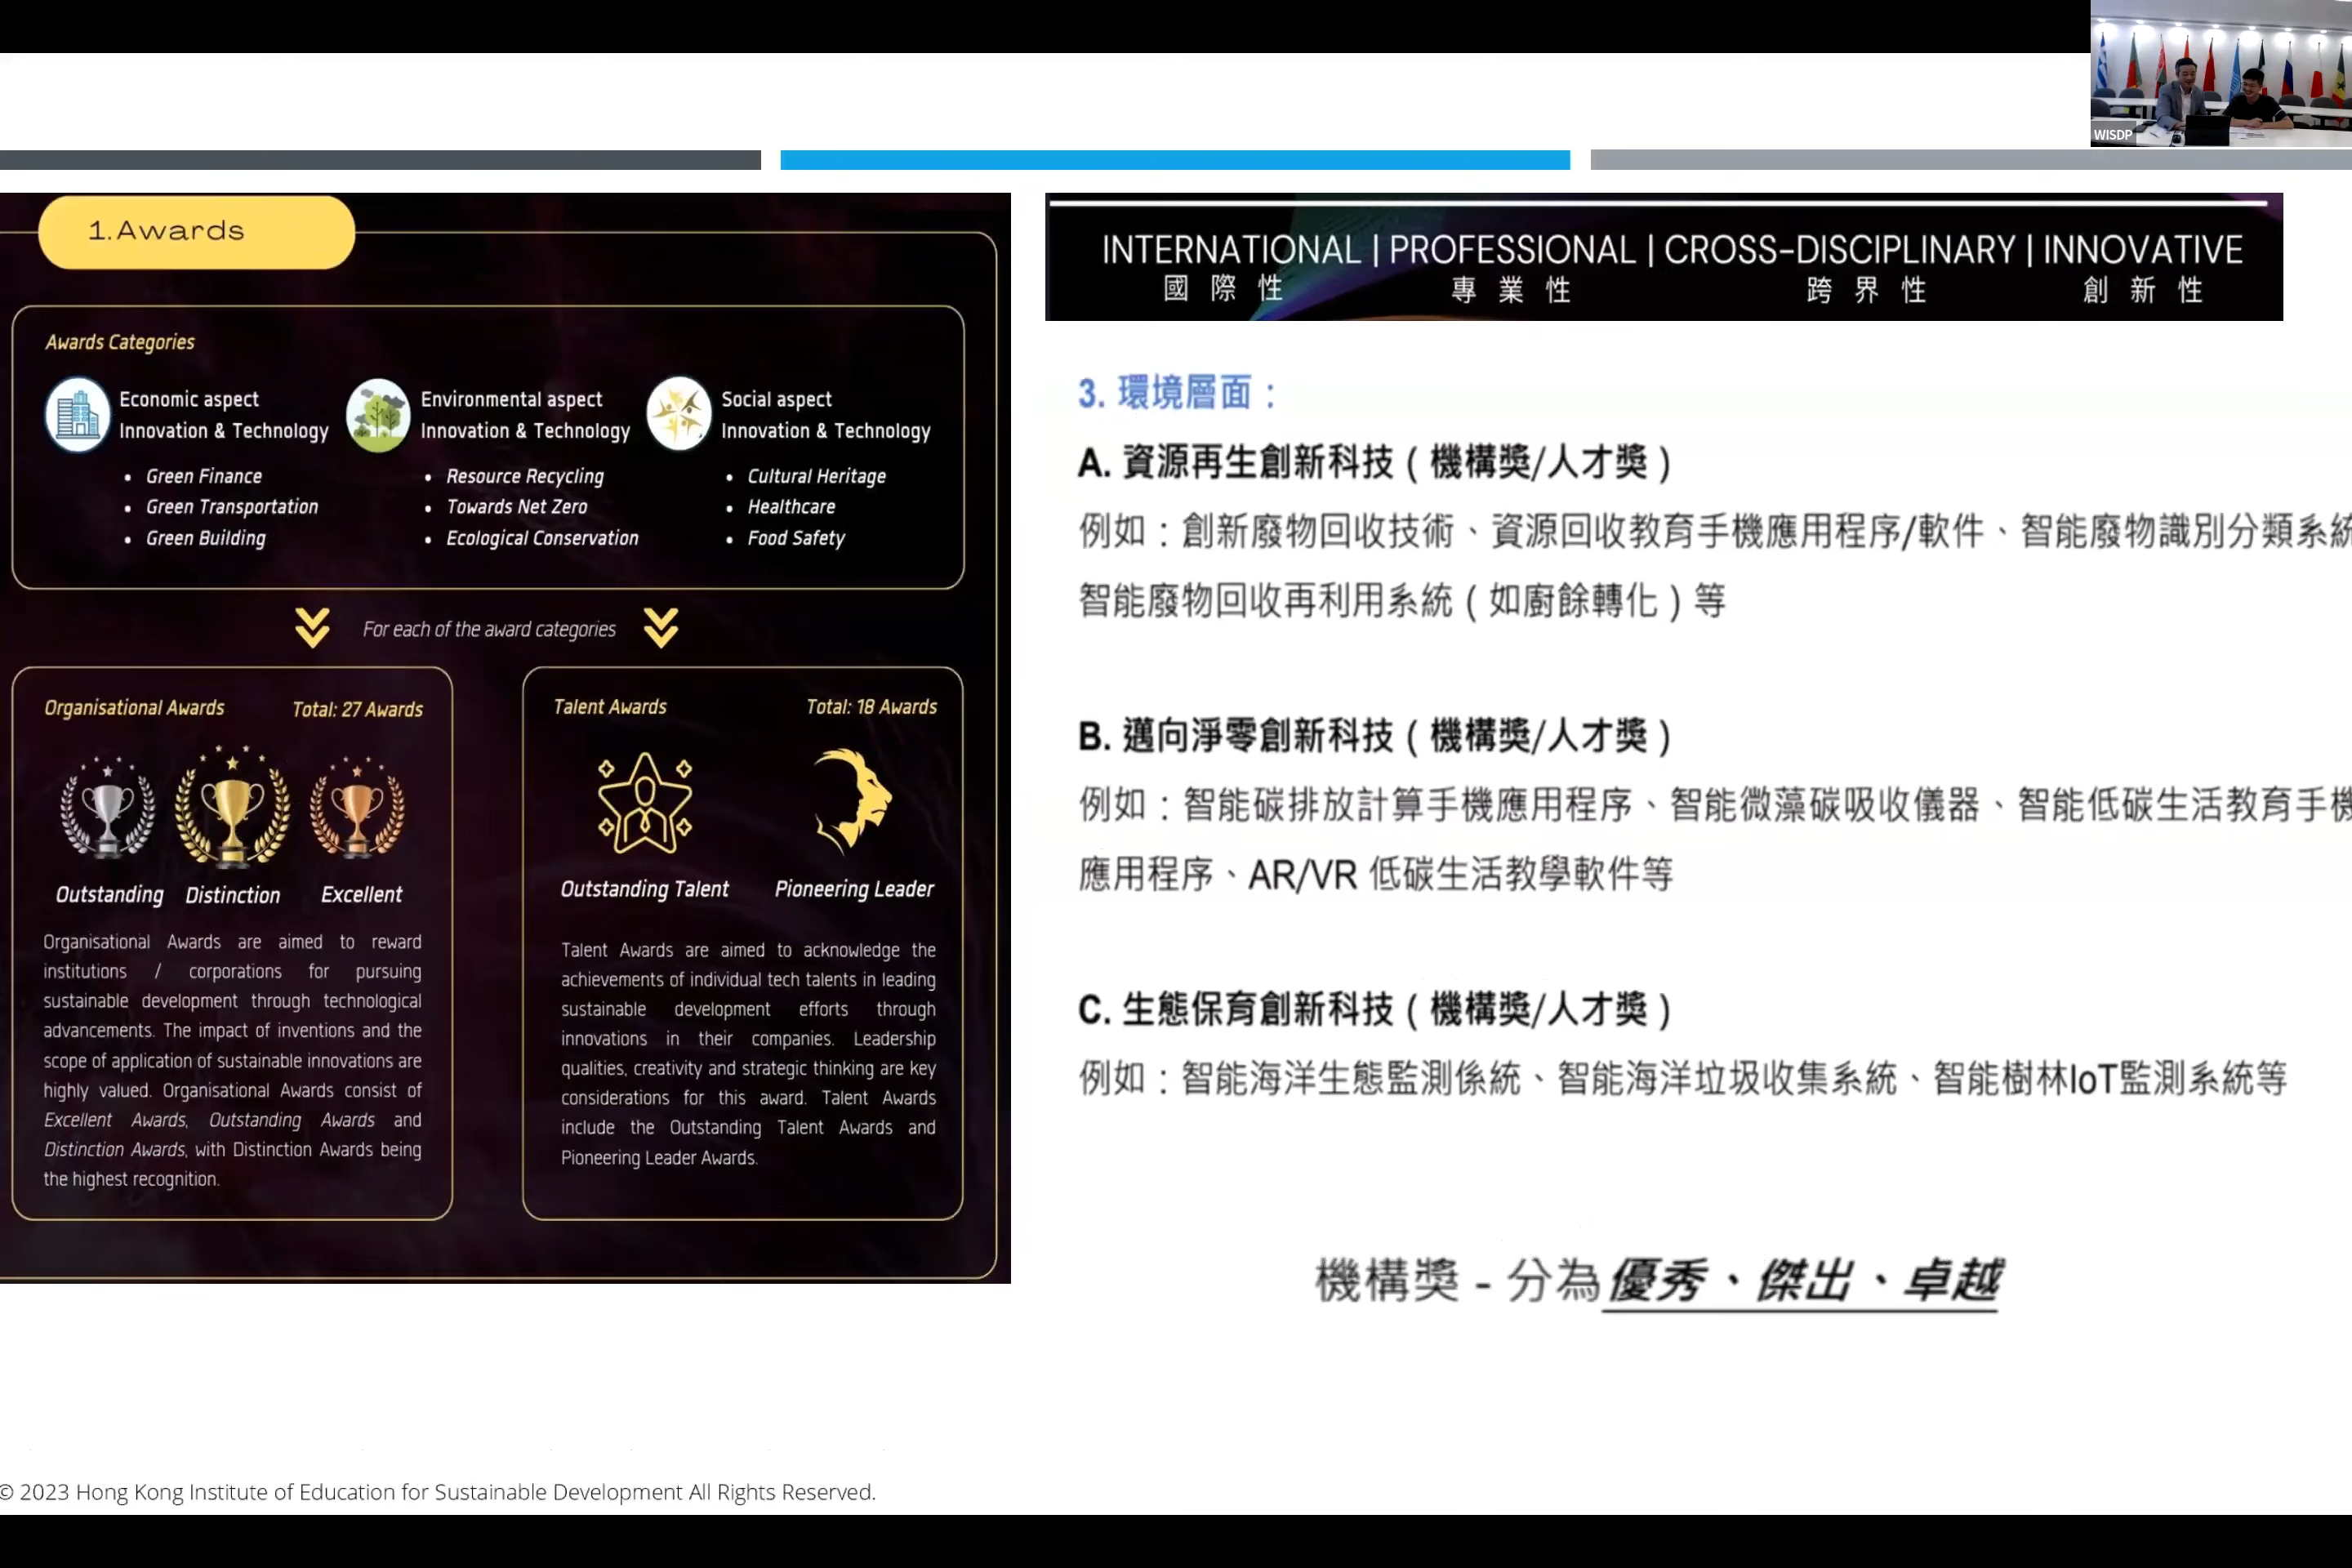 WISDP
1.Awards
Awards Categories
Economic aspect
Innovation & Technology
• Green Finance
• Green Transportation
• Green Building
Environmental aspect
Innovation & Technology
• Resource Recycling
• Towards Net Zero
• Ecological Conservation
Social aspect
Innovation & Technology
• Cultural Heritage
• Healthcare
• Food Safety
For each of the award categories
Organisational Awards Total: 27 Awards
Outstanding Distinction Excellent
Organisational Awards are aimed to reward
institutions / corporations for pursuing
sustainable development through technological
advancements. The impact of inventions and the
scope of application of sustainable innovations are
highly valued. Organisational Awards consist of
Excellent Awards, Outstanding Awards and
Distinction Awards, with Distinction Awards being
the highest recognition.
Talent Awards Total: 18 Awards
Outstanding Talent Pioneering Leader
Talent Awards are aimed to acknowledge the
achievements of individual tech talents in leading
sustainable development efforts through
innovations in their companies. Leadership
qualities, creativity and strategic thinking are key
considerations for this award. Talent Awards
include the Outstanding Talent Awards and
Pioneering Leader Awards.
INTERNATIONAL | PROFESSIONAL | CROSS-DISCIPLINARY | INNOVATIVE
國際性 專業性 跨界性 創新性
3. 環境層面：
A. 資源再生創新科技（機構獎/人才獎）
例如：創新廢物回收技術、資源回收教育手機應用程序/軟件、智能廢物識別分類系統
智能廢物回收再利用系統（如廚餘轉化）等
B. 邁向淨零創新科技（機構獎/人才獎）
例如：智能碳排放計算手機應用程序、智能微藻碳吸收儀器、智能低碳生活教育手機
應用程序、AR/VR 低碳生活教學軟件等
C. 生態保育創新科技（機構獎/人才獎）
例如：智能海洋生態監測係統、智能海洋垃圾收集系統、智能樹林IoT監測系統等
機構獎 - 分為優秀、傑出、卓越
© 2023 Hong Kong Institute of Education for Sustainable Development All Rights Reserved.